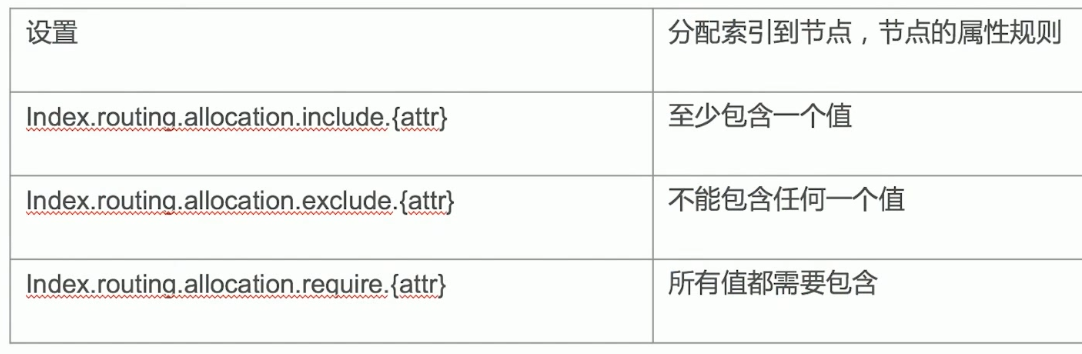 设置
分配索引到节点，节点的属性规则
Index.routing.allocation.include.{attr}
至少包含一个值
Index.routing.allocation.exclude.{attr}
不能包含任何一个值
Index.routing.allocation.require.{attr}
所有值都需要包含